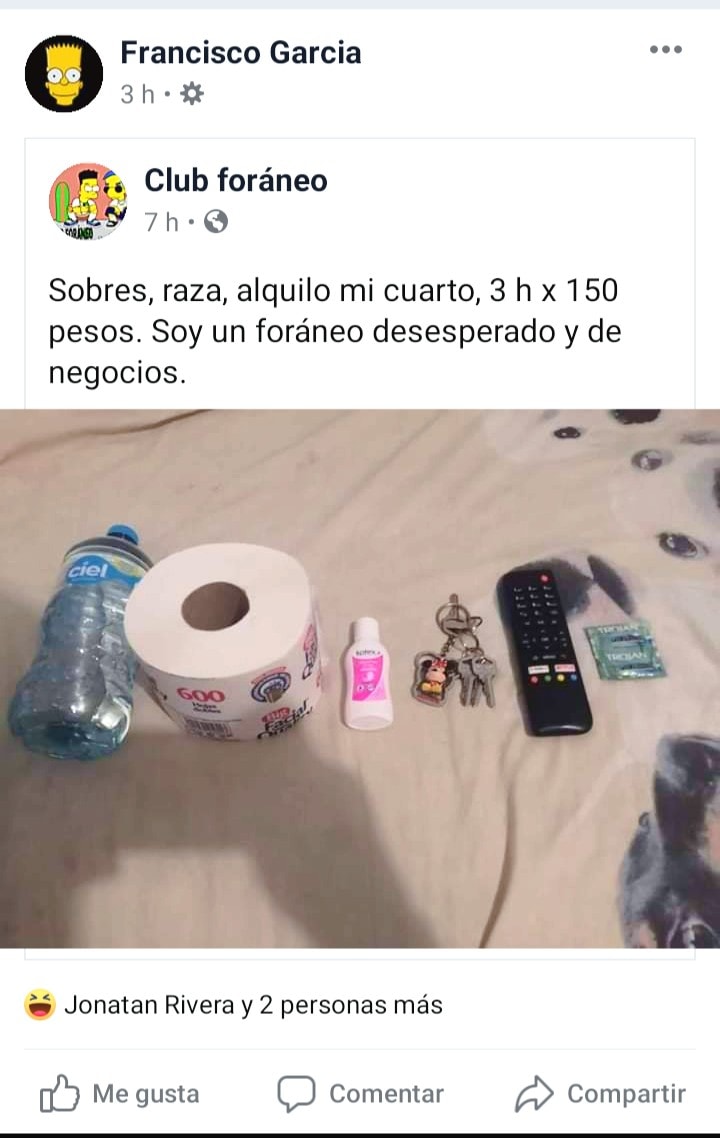 Francisco Garcia
3 h
Club foráneo
7 h
Sobres, raza, alquilo mi cuarto, 3 h x 150
pesos. Soy un foráneo desesperado y de
negocios.
ciel
600
TROJAN
TROJAN
Jonatan Rivera y 2 personas más
Me gusta
Comentar
Compartir